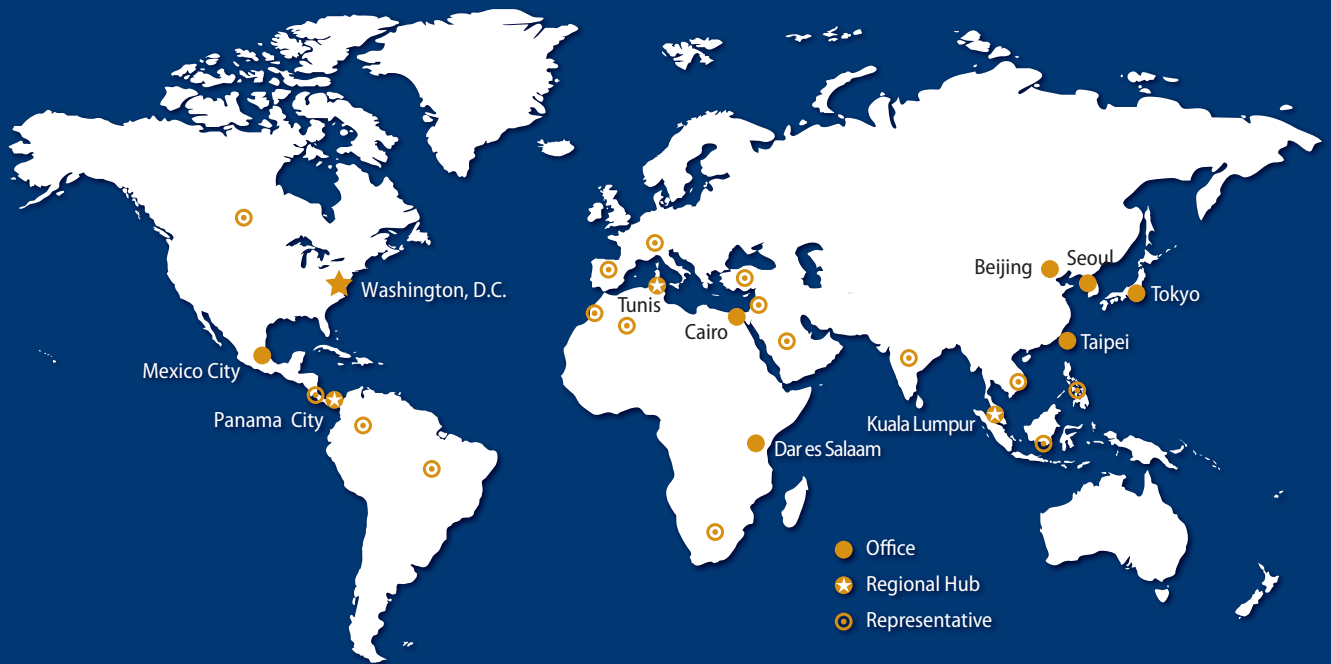 Washington, D.C.
Mexico City
Panama City
Tunis
Cairo
Dar es Salaam
Beijing
Seoul
Tokyo
Taipei
Kuala Lumpur
Office
Regional Hub
Representative